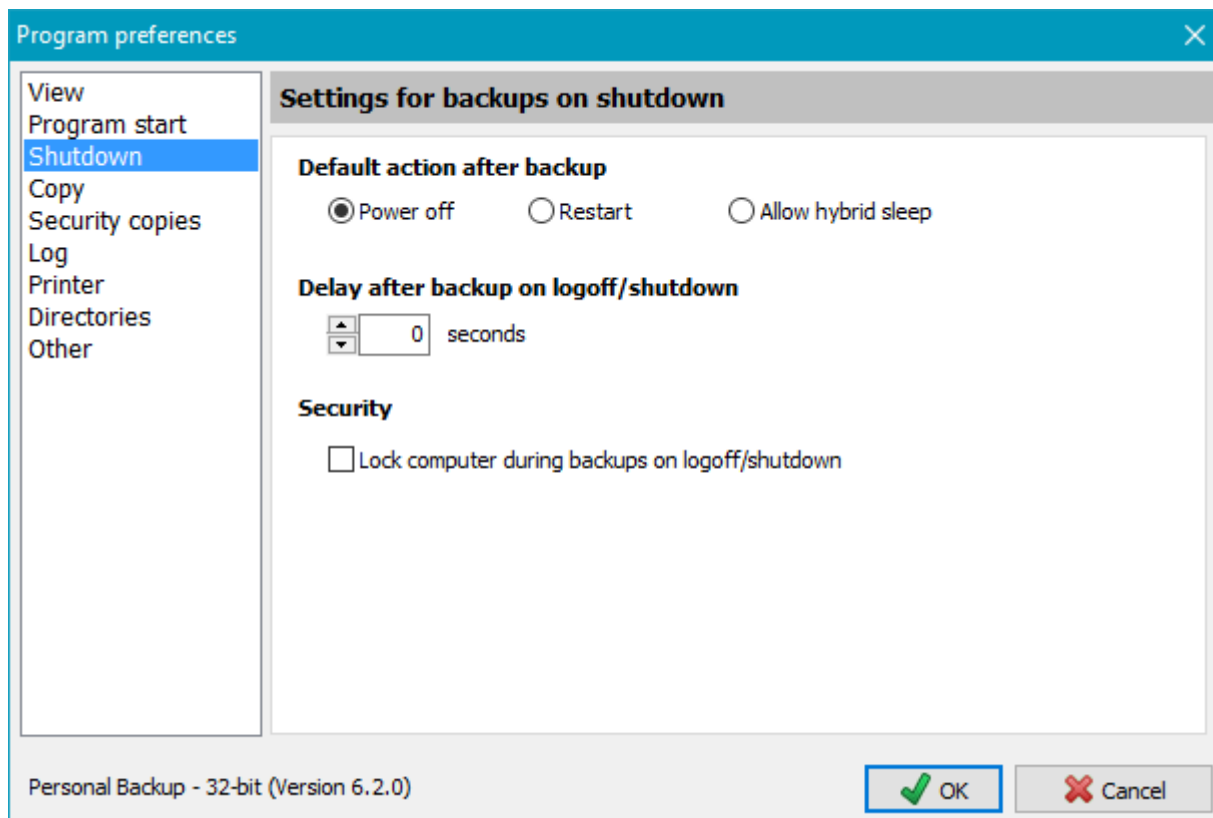 Program preferences
View
Program start
Shutdown
Copy
Security copies
Log
Printer
Directories
Other
Settings for backups on shutdown
Default action after backup
Power off Restart Allow hybrid sleep
Delay after backup on logoff/shutdown
0 seconds
Security
Lock computer during backups on logoff/shutdown
Personal Backup - 32-bit (Version 6.2.0)
OK Cancel